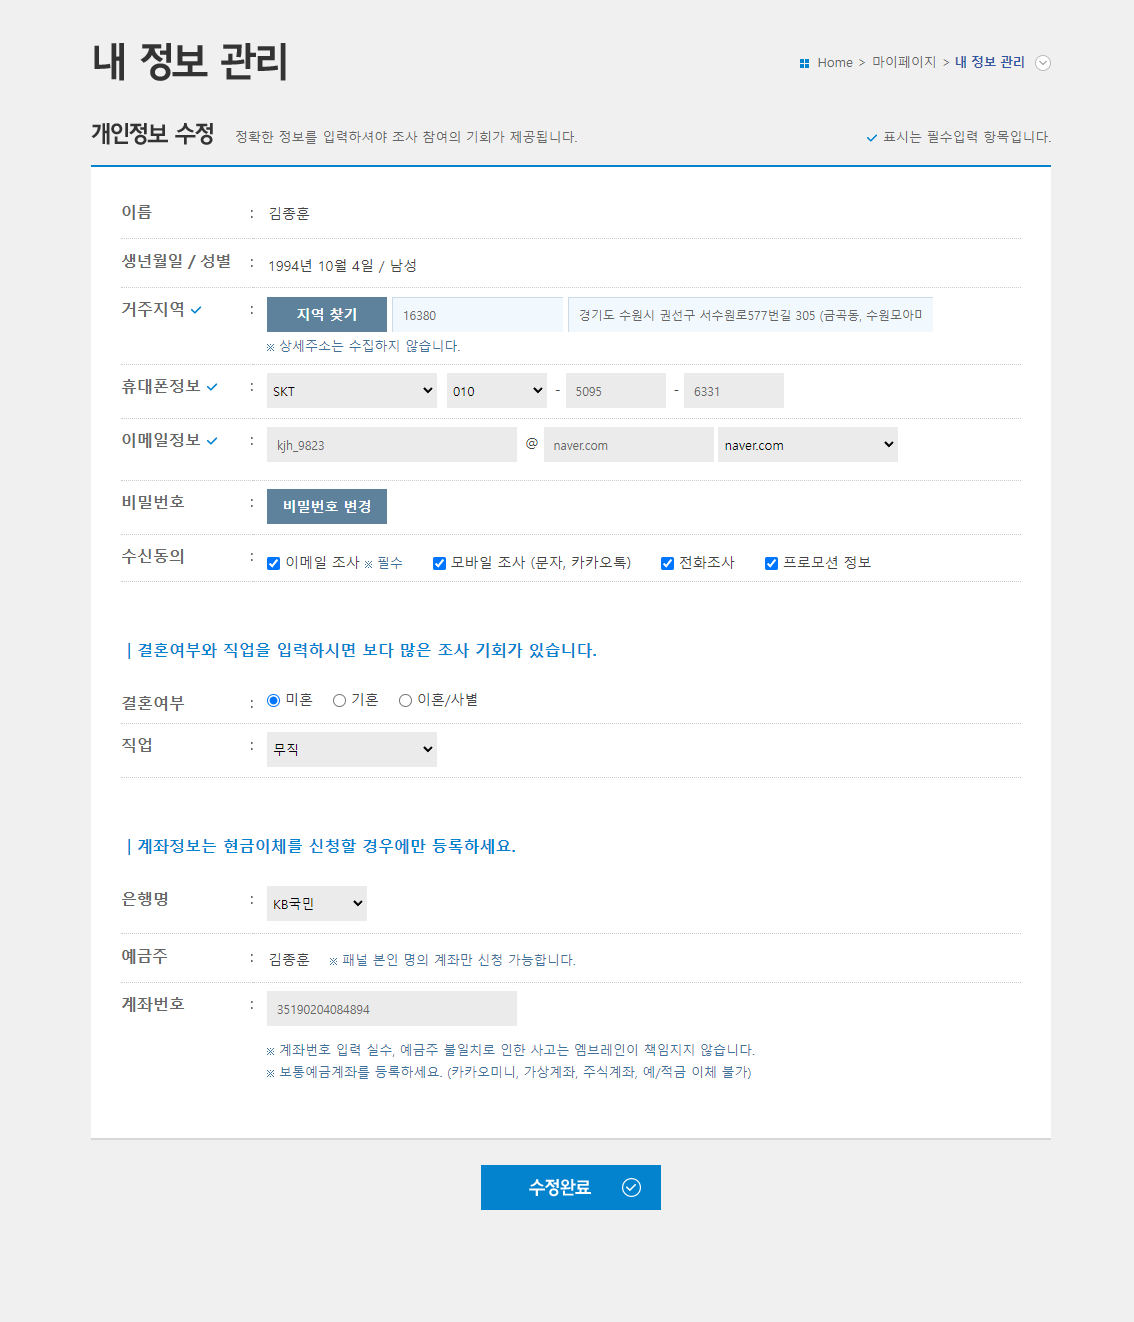 내 정보 관리
Home > 마이페이지 > 내 정보 관리
개인정보 수정 정확한 정보를 입력하셔야 조사 참여의 기회가 제공됩니다. ✓ 표시는 필수입력 항목입니다.
이름 : 김종훈
생년월일 / 성별 : 1994년 10월 4일 / 남성
거주지역 ✓ : 지역 찾기 16380 경기도 수원시 권선구 서수원로577번길 305 (금곡동, 수원모아미
※ 상세주소는 수집하지 않습니다.
휴대폰정보 ✓ : SKT 010 - 5095 - 6331
이메일정보 ✓ : kjh_9823 @ naver.com naver.com
비밀번호 : 비밀번호 변경
수신동의 : 이메일 조사 ※ 필수 모바일 조사 (문자, 카카오톡) 전화조사 프로모션 정보
| 결혼여부와 직업을 입력하시면 보다 많은 조사 기회가 있습니다.
결혼여부 : 미혼 기혼 이혼/사별
직업 : 무직
| 계좌정보는 현금이체를 신청할 경우에만 등록하세요.
은행명 : KB국민
예금주 : 김종훈 ※ 패널 본인 명의 계좌만 신청 가능합니다.
계좌번호 : 35190204084894
※ 계좌번호 입력 실수, 예금주 불일치로 인한 사고는 엠브레인이 책임지지 않습니다.
※ 보통예금계좌를 등록하세요. (카카오미니, 가상계좌, 주식계좌, 예/적금 이체 불가)
수정완료